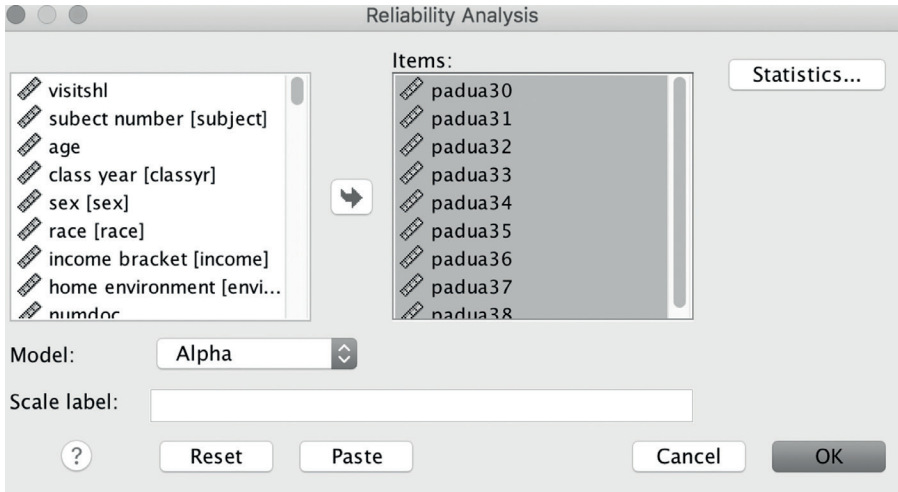 Reliability Analysis
Items:
Statistics...
visitshl
subect number [subject]
age
class year [classyr]
sex [sex]
race [race]
income bracket [income]
home environment [envi...
numdoc
padua30
padua31
padua32
padua33
padua34
padua35
padua36
padua37
padua38
Model:
Alpha
Scale label:
?
Reset
Paste
Cancel
OK